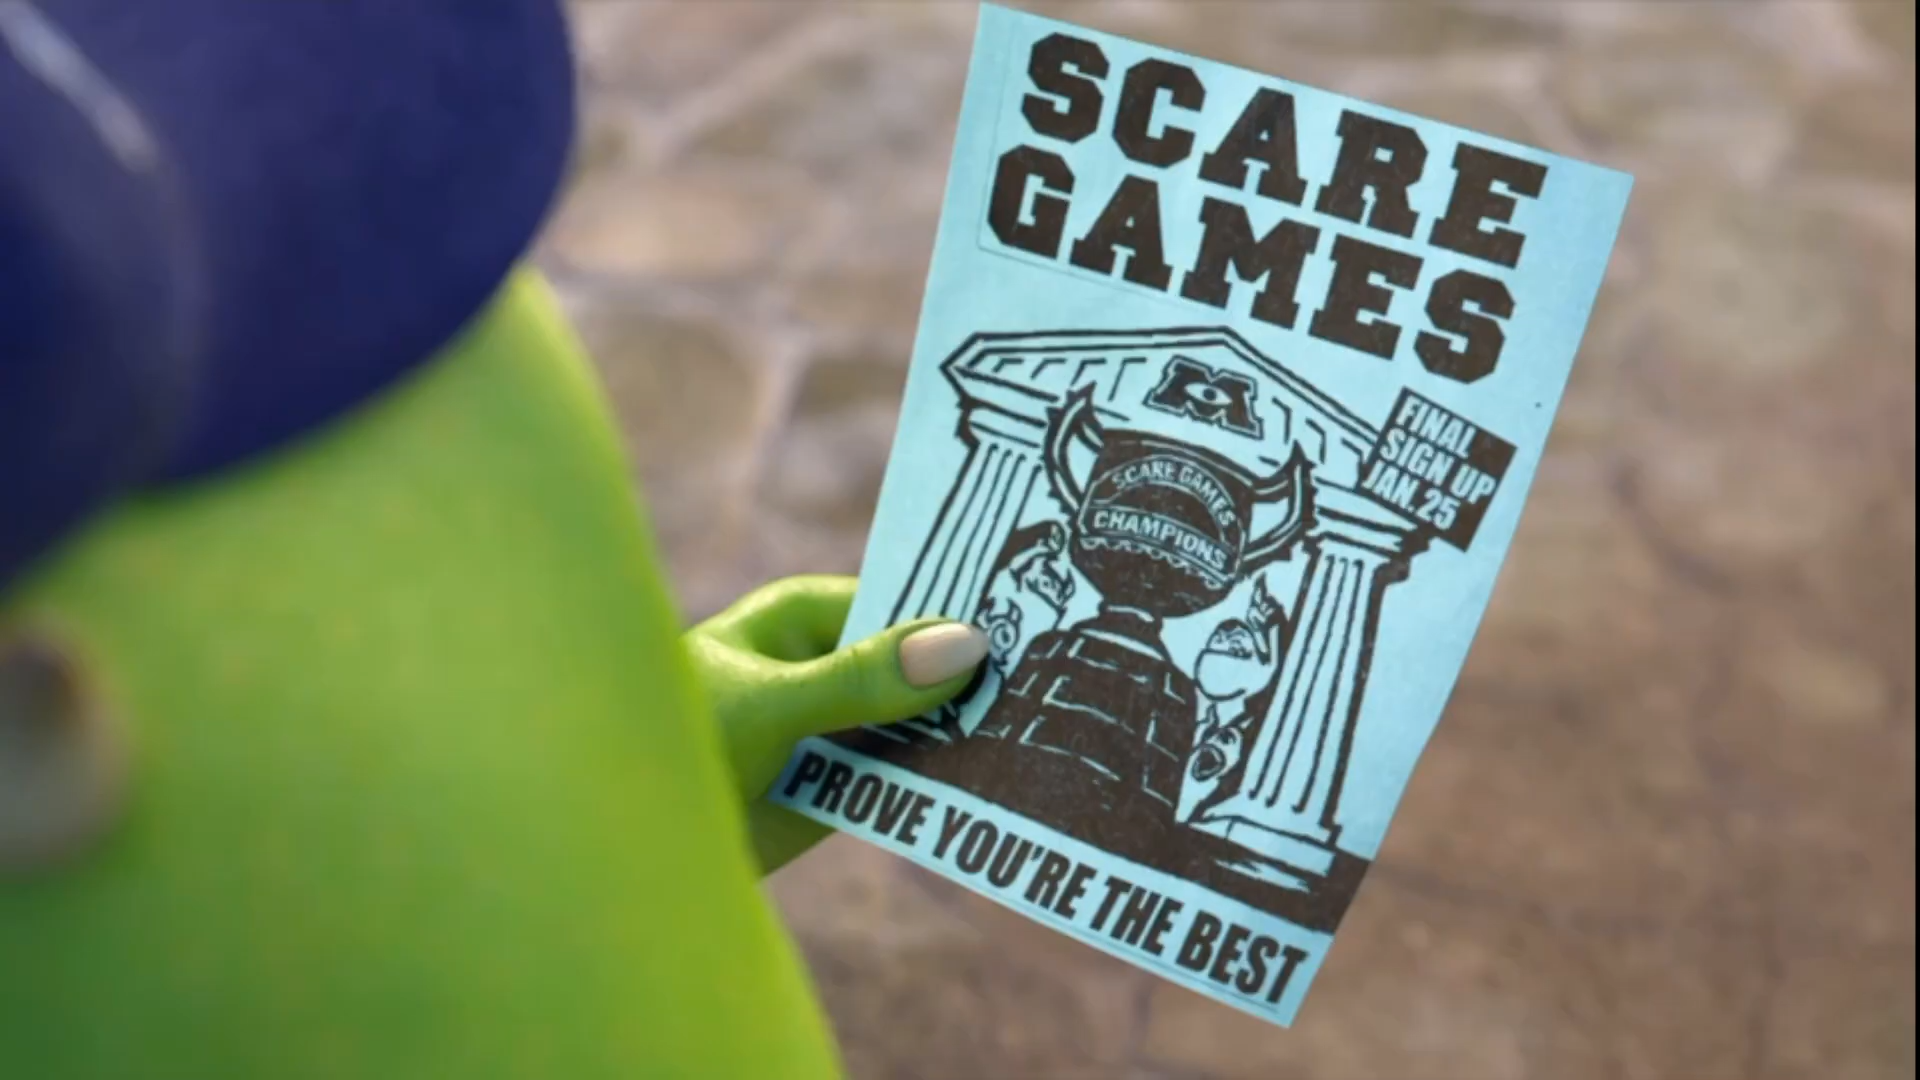 SCARE
GAMES
M
FINAL
SIGN UP
JAN. 25
SCARE GAMES
CHAMPIONS
PROVE YOU'RE THE BEST